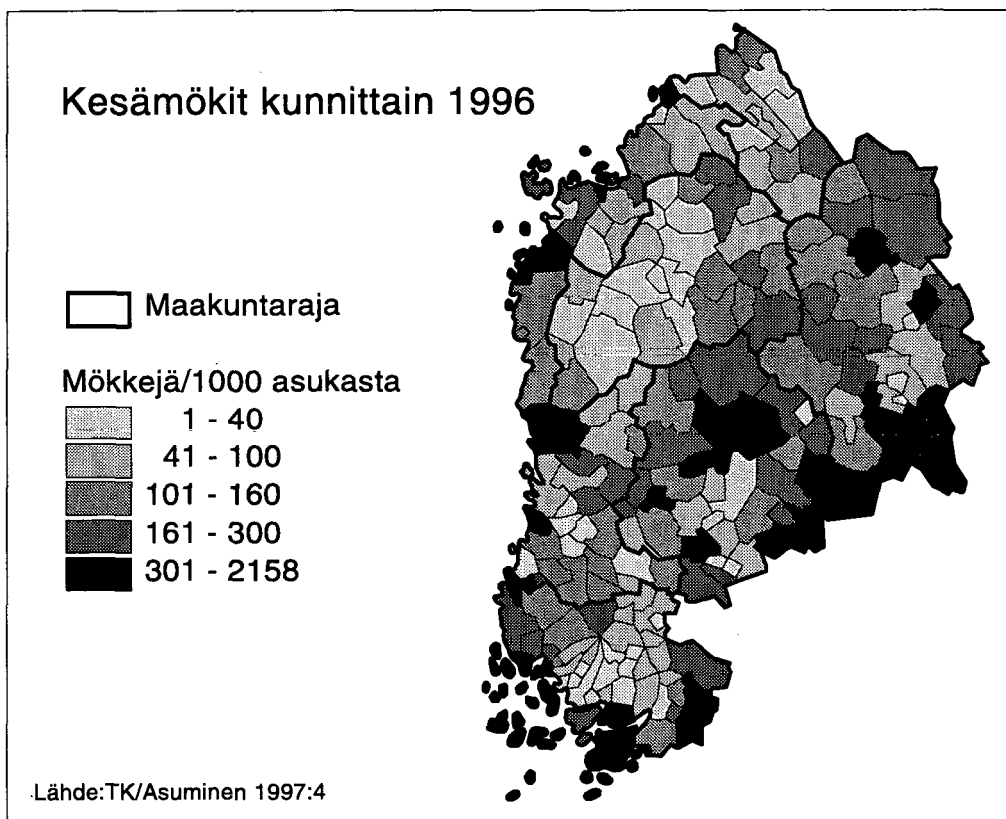 Kesämökit kunnittain 1996
Maakuntaraja
Mökkejä/1000 asukasta
1 - 40
41 - 100
101 - 160
161 - 300
301 - 2158
Lähde:TK/Asuminen 1997:4